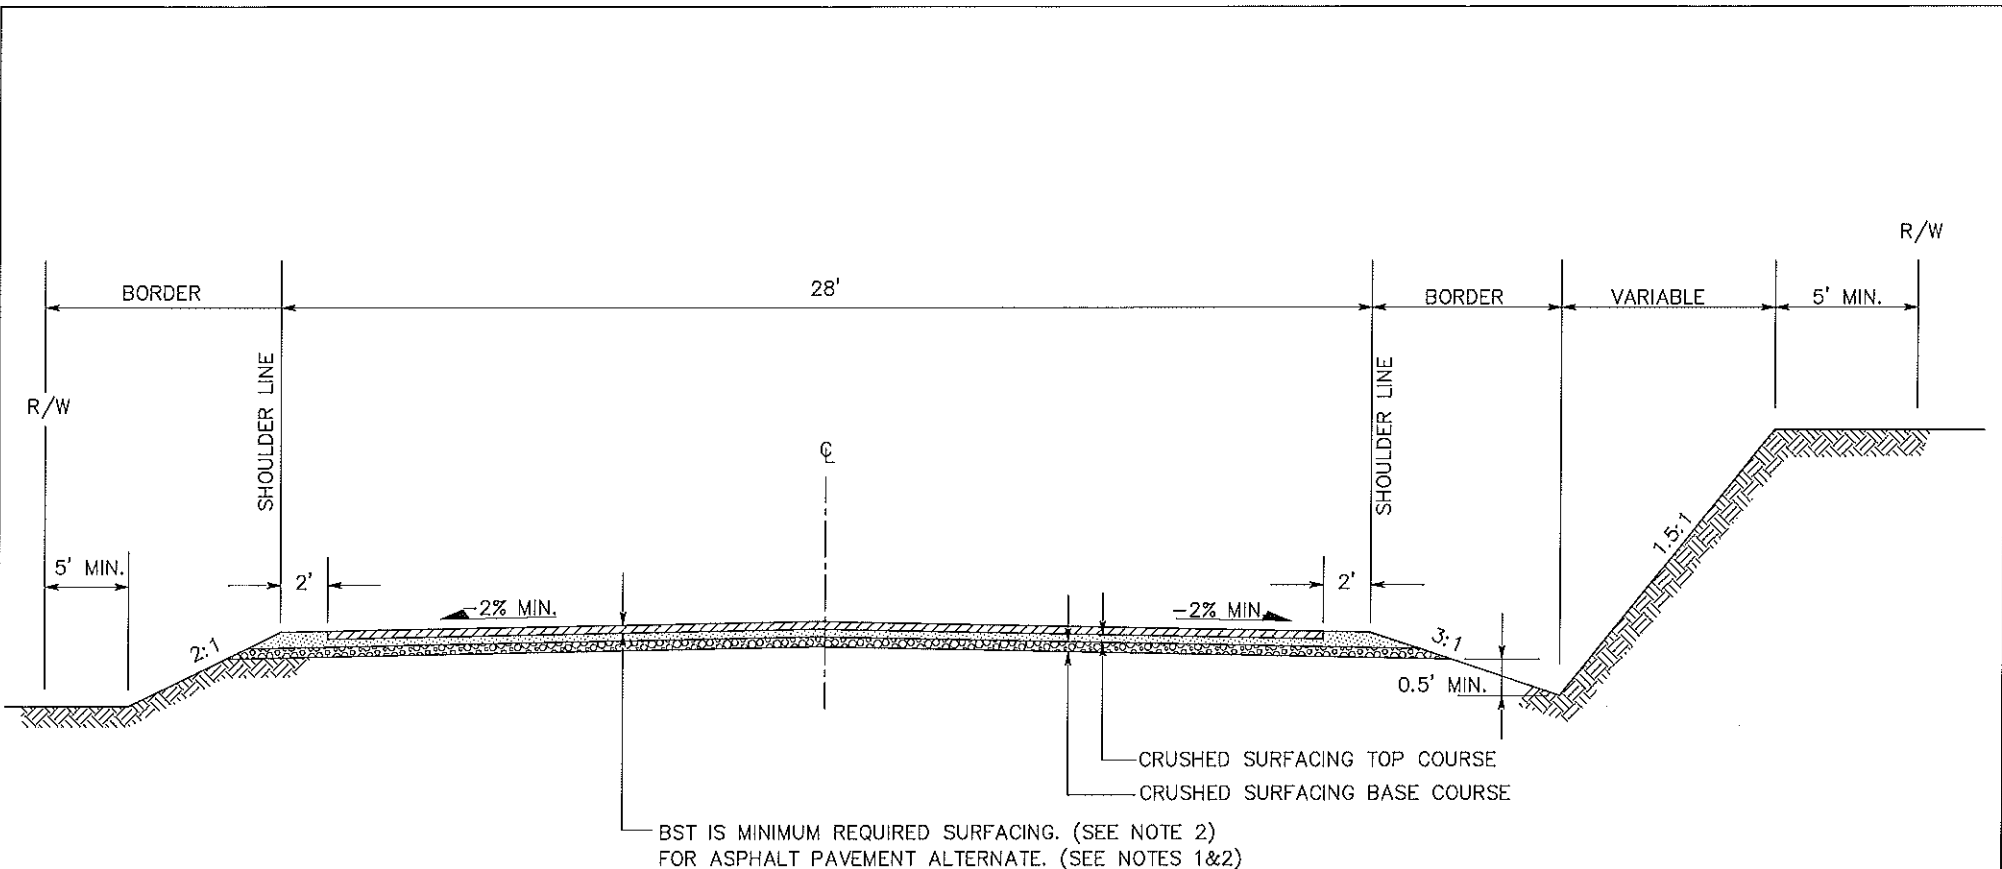 R/W
BORDER
28'
BORDER
VARIABLE
5' MIN.
R/W
SHOULDER LINE
SHOULDER LINE
℄
5' MIN.
2'
2'
-2% MIN.
-2% MIN.
2:1
3:1
1.5:1
0.5' MIN.
CRUSHED SURFACING TOP COURSE
CRUSHED SURFACING BASE COURSE
BST IS MINIMUM REQUIRED SURFACING. (SEE NOTE 2)
FOR ASPHALT PAVEMENT ALTERNATE. (SEE NOTES 1&2)